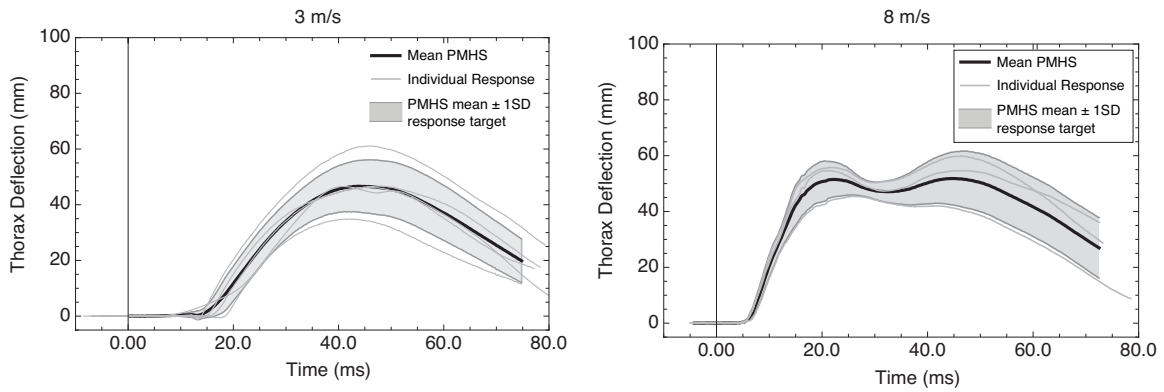 3 m/s
100
80
60
40
20
0
Thorax Deflection (mm)
Mean PMHS
Individual Response
PMHS mean ± 1SD
response target
0.00 20.0 40.0 60.0 80.0
Time (ms)
8 m/s
100
80
60
40
20
0
Thorax Deflection (mm)
Mean PMHS
Individual Response
PMHS mean ± 1SD
response target
0.00 20.0 40.0 60.0 80.0
Time (ms)